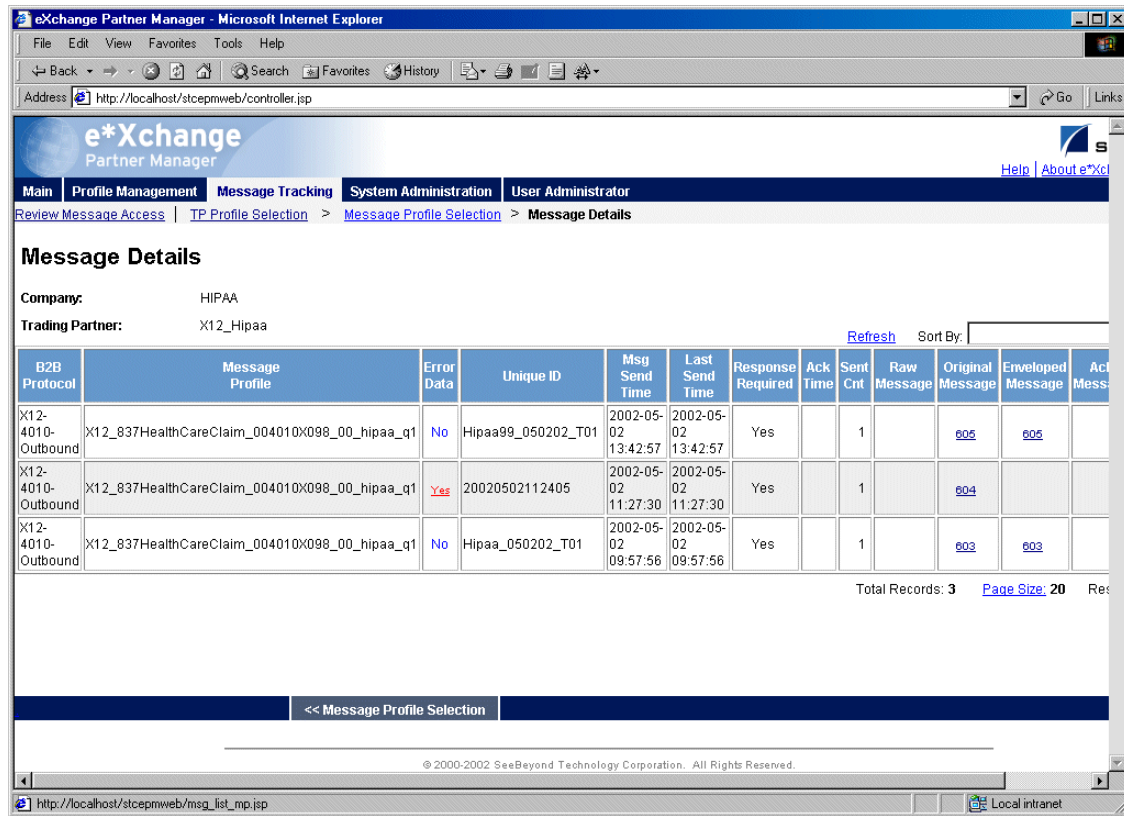 eXchange Partner Manager - Microsoft Internet Explorer
File Edit View Favorites Tools Help
Back Search Favorites History
Address http://localhost/stcepmweb/controller.jsp Go Links
e*Xchange
Partner Manager
S
Help About e*Xcl
Main Profile Management Message Tracking System Administration User Administrator
Review Message Access | TP Profile Selection > Message Profile Selection > Message Details
Message Details
Company: HIPAA
Trading Partner: X12_Hipaa
Refresh Sort By:
B2B Protocol Message Profile Error Data Unique ID Msg Send Time Last Send Time Response Required Ack Time Sent Cnt Raw Message Original Message Enveloped Message Ack Messa
X12-4010-Outbound X12_837HealthCareClaim_004010X098_00_hipaa_q1 No Hipaa99_050202_T01 2002-05-02 13:42:57 2002-05-02 13:42:57 Yes 1 605 605
X12-4010-Outbound X12_837HealthCareClaim_004010X098_00_hipaa_q1 Yes 20020502112405 2002-05-02 11:27:30 2002-05-02 11:27:30 Yes 1 604
X12-4010-Outbound X12_837HealthCareClaim_004010X098_00_hipaa_q1 No Hipaa_050202_T01 2002-05-02 09:57:56 2002-05-02 09:57:56 Yes 1 603 603
Total Records: 3 Page Size: 20 Res
<< Message Profile Selection
© 2000-2002 SeeBeyond Technology Corporation. All Rights Reserved.
http://localhost/stcepmweb/msg_list_mp.jsp Local intranet